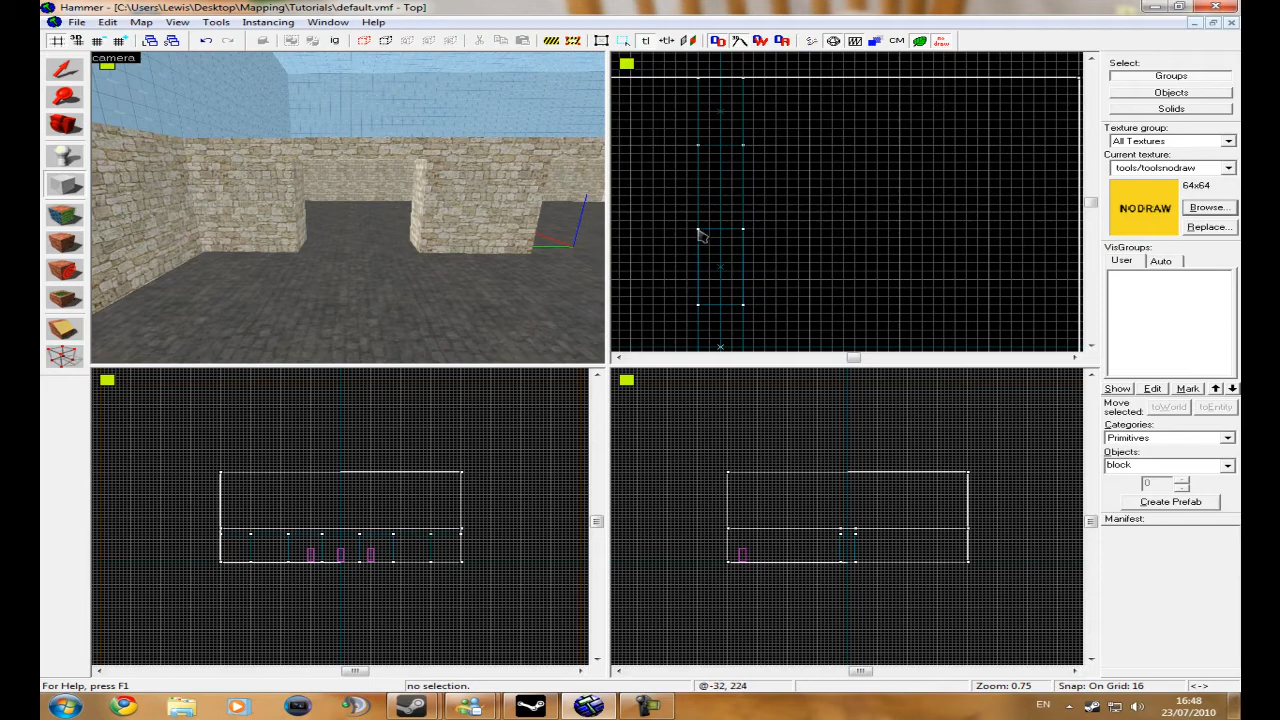 Hammer - [C:\Users\Lewis\Desktop\Mapping\Tutorials\default.vmf - Top]
File Edit Map View Tools Instancing Window Help
camera
Select:
Groups
Objects
Solids
Texture group:
All Textures
Current texture:
tools/toolsnodraw
64x64
NODRAW
Browse...
Replace...
VisGroups:
User Auto
Show Edit Mark
Move selected: toWorld toEntity
Categories:
Primitives
Objects:
block
0
Create Prefab
Manifest:
For Help, press F1
no selection.
@-32, 224
Zoom: 0.75
Snap: On Grid: 16
<->
EN
16:48
23/07/2010